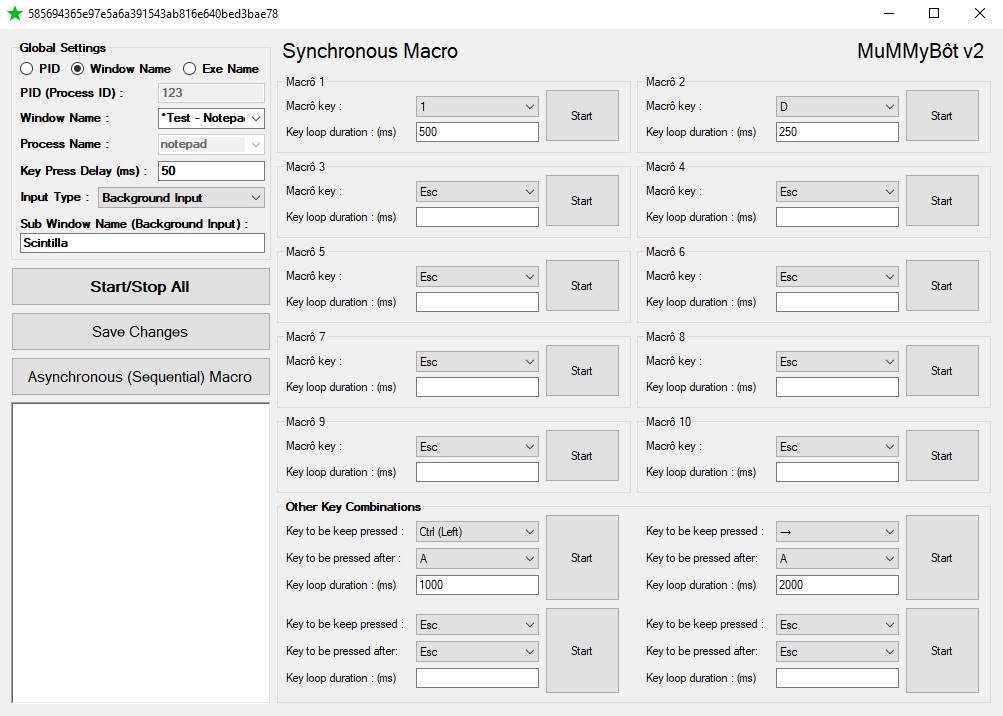 585694365e97e5a6a391543ab816e640bed3bae78
Global Settings
PID Window Name Exe Name
PID (Process ID) : 123
Window Name : *Test - Notepa
Process Name : notepad
Key Press Delay (ms) : 50
Input Type : Background Input
Sub Window Name (Background Input) :
Scintilla
Start/Stop All
Save Changes
Asynchronous (Sequential) Macro
Synchronous Macro
MuMMyBôt v2
Macrô 1
Macrô key : 1
Key loop duration : (ms) 500
Start
Macrô 2
Macrô key : D
Key loop duration : (ms) 250
Start
Macrô 3
Macrô key : Esc
Key loop duration : (ms)
Start
Macrô 4
Macrô key : Esc
Key loop duration : (ms)
Start
Macrô 5
Macrô key : Esc
Key loop duration : (ms)
Start
Macrô 6
Macrô key : Esc
Key loop duration : (ms)
Start
Macrô 7
Macrô key : Esc
Key loop duration : (ms)
Start
Macrô 8
Macrô key : Esc
Key loop duration : (ms)
Start
Macrô 9
Macrô key : Esc
Key loop duration : (ms)
Start
Macrô 10
Macrô key : Esc
Key loop duration : (ms)
Start
Other Key Combinations
Key to be keep pressed : Ctrl (Left)
Key to be pressed after : A
Key loop duration : (ms) 1000
Start
Key to be keep pressed : →
Key to be pressed after: A
Key loop duration : (ms) 2000
Start
Key to be keep pressed : Esc
Key to be pressed after: Esc
Key loop duration : (ms)
Start
Key to be keep pressed : Esc
Key to be pressed after: Esc
Key loop duration : (ms)
Start